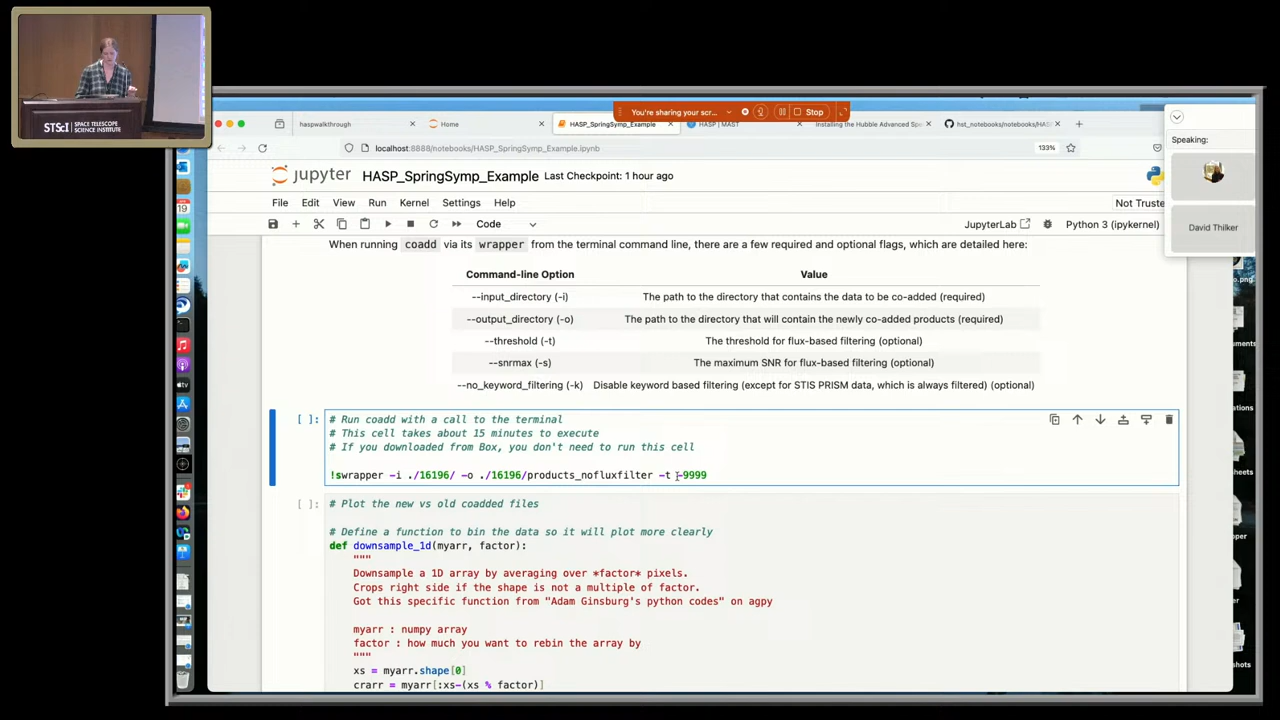 STScI SPACE TELESCOPE SCIENCE INSTITUTE
You're sharing your scr... Stop
haspwalkthrough Home HASP_SpringSymp_Example HASP | MAST Installing the Hubble Advanced Spe hst_notebooks/notebooks/HAS
localhost:8888/notebooks/HASP_SpringSymp_Example.ipynb 133%
Speaking:
David Thilker
jupyter HASP_SpringSymp_Example Last Checkpoint: 1 hour ago
File Edit View Run Kernel Settings Help Not Truste
Code JupyterLab Python 3 (ipykernel)
When running coadd via its wrapper from the terminal command line, there are a few required and optional flags, which are detailed here:
Command-line Option Value
--input_directory (-i) The path to the directory that contains the data to be co-added (required)
--output_directory (-o) The path to the directory that will contain the newly co-added products (required)
--threshold (-t) The threshold for flux-based filtering (optional)
--snrmax (-s) The maximum SNR for flux-based filtering (optional)
--no_keyword_filtering (-k) Disable keyword based filtering (except for STIS PRISM data, which is always filtered) (optional)
[ ]: # Run coadd with a call to the terminal
# This cell takes about 15 minutes to execute
# If you downloaded from Box, you don't need to run this cell
!swrapper -i ./16196/ -o ./16196/products_nofluxfilter -t -9999
[ ]: # Plot the new vs old coadded files
# Define a function to bin the data so it will plot more clearly
def downsample_1d(myarr, factor):
"""
Downsample a 1D array by averaging over *factor* pixels.
Crops right side if the shape is not a multiple of factor.
Got this specific function from "Adam Ginsburg's python codes" on agpy
myarr : numpy array
factor : how much you want to rebin the array by
"""
xs = myarr.shape[0]
crarr = myarr[:xs-(xs % factor)]